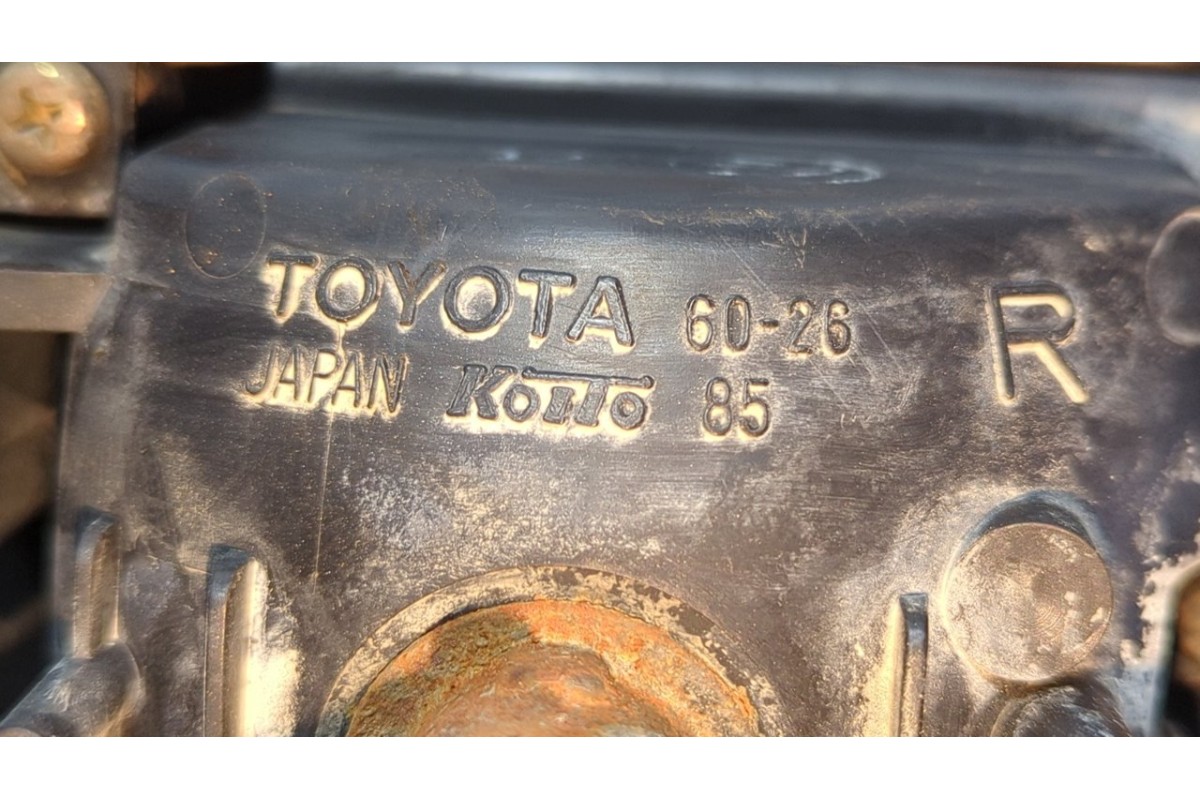 TOYOTA 60-26 R
JAPAN KOITO 85